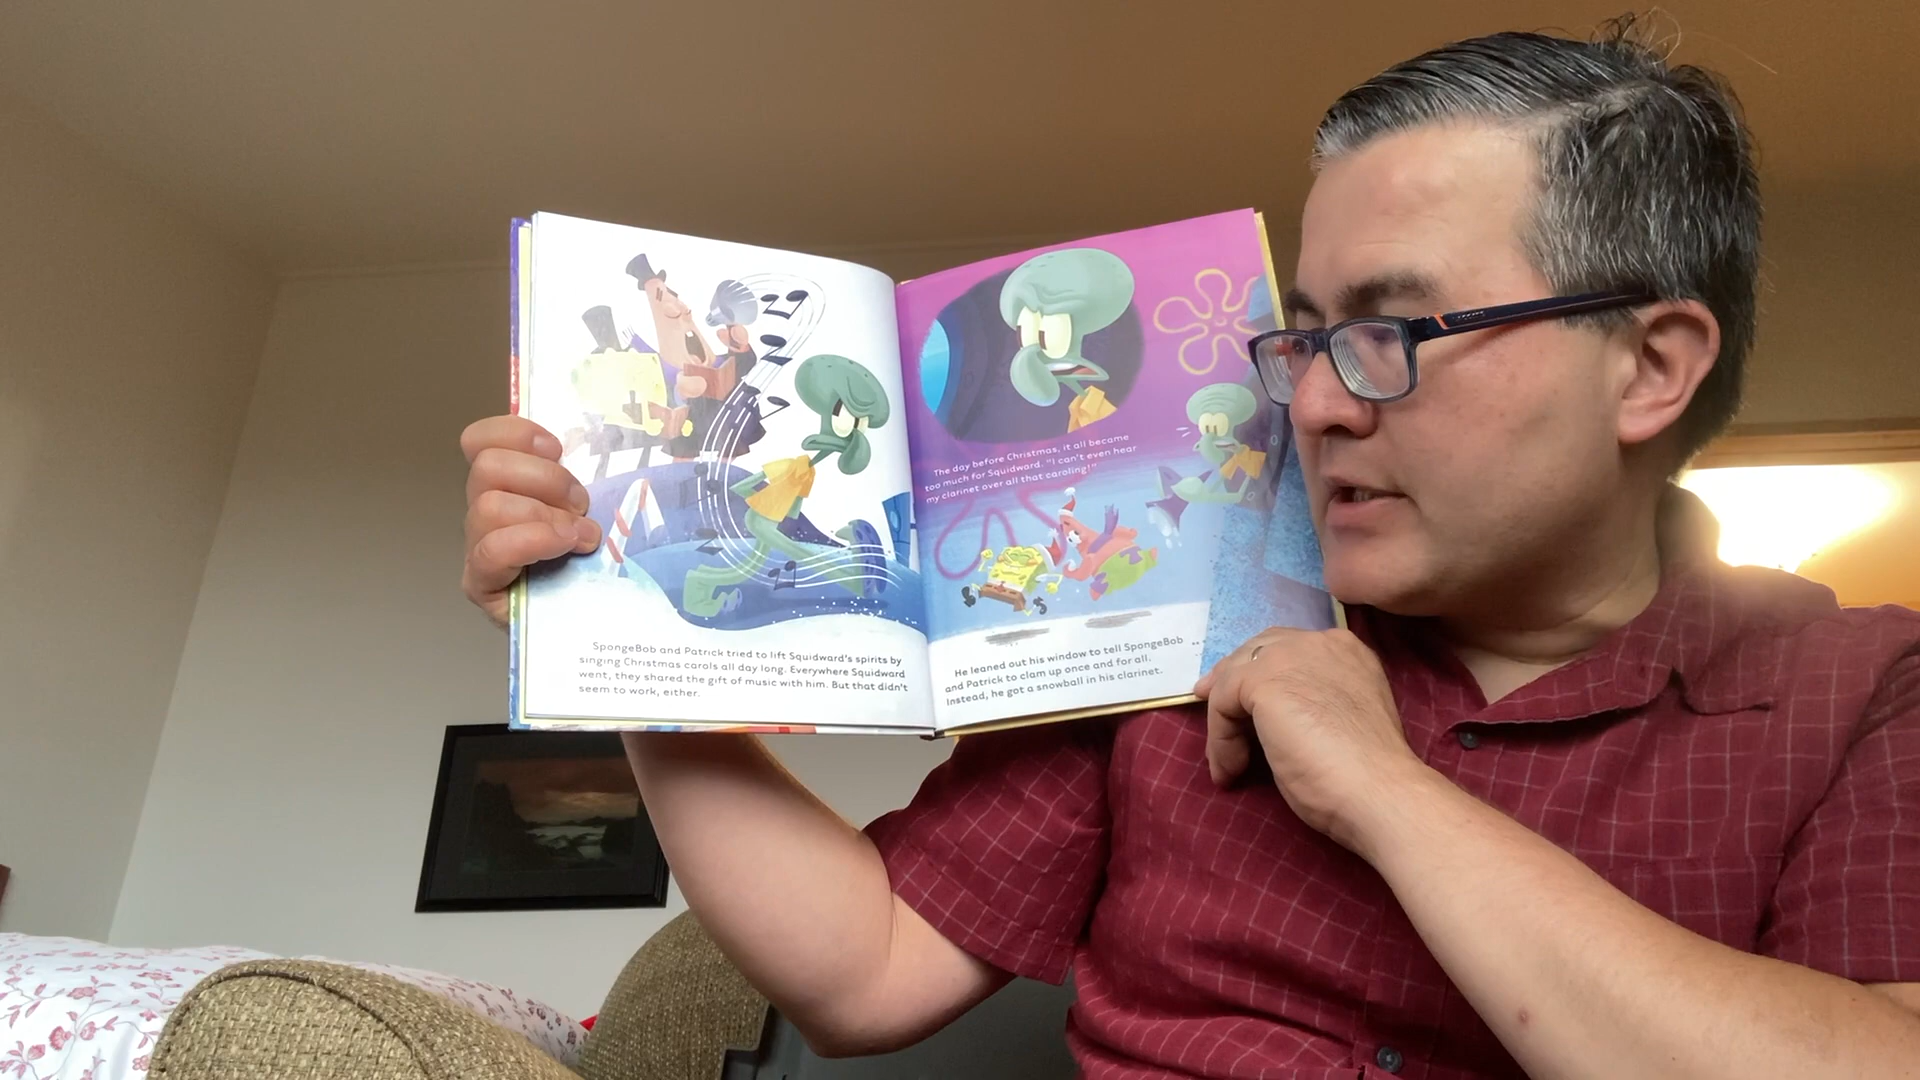 SpongeBob and Patrick tried to lift Squidward's spirits by
singing Christmas carols all day long. Everywhere Squidward
went, they shared the gift of music with him. But that didn't
seem to work, either.
The day before Christmas, it all became
too much for Squidward. "I can't even hear
my clarinet over all that caroling!"
He leaned out his window to tell SpongeBob
and Patrick to clam up once and for all.
Instead, he got a snowball in his clarinet.